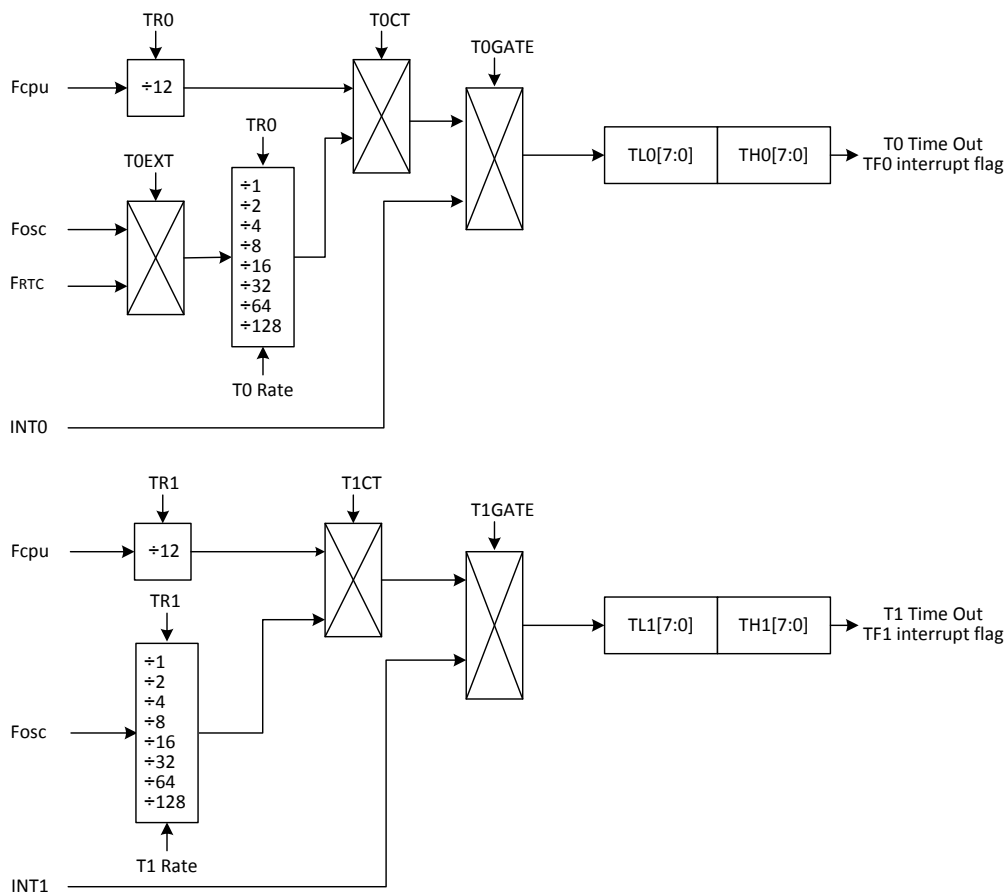 TR0
T0CT
T0GATE
Fcpu
÷12
TR0
T0EXT
÷1
÷2
÷4
÷8
÷16
÷32
÷64
÷128
Fosc
FRTC
T0 Rate
INT0
TL0[7:0]
TH0[7:0]
T0 Time Out
TF0 interrupt flag
TR1
T1CT
T1GATE
Fcpu
÷12
TR1
÷1
÷2
÷4
÷8
÷16
÷32
÷64
÷128
Fosc
T1 Rate
INT1
TL1[7:0]
TH1[7:0]
T1 Time Out
TF1 interrupt flag